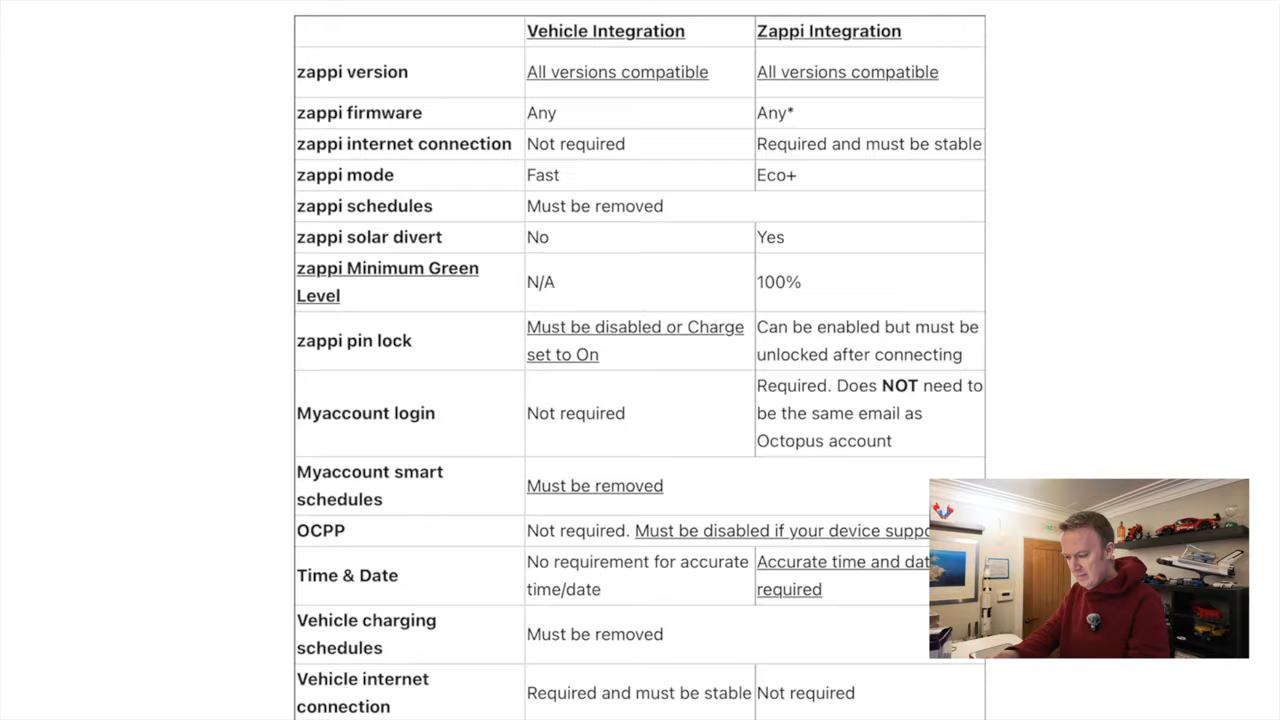 Vehicle Integration Zappi Integration
zappi version All versions compatible All versions compatible
zappi firmware Any Any*
zappi internet connection Not required Required and must be stable
zappi mode Fast Eco+
zappi schedules Must be removed
zappi solar divert No Yes
zappi Minimum Green
Level
N/A 100%
zappi pin lock
Must be disabled or Charge
set to On
Can be enabled but must be
unlocked after connecting
Myaccount login Not required
Required. Does NOT need to
be the same email as
Octopus account
Myaccount smart
schedules
Must be removed
OCPP Not required. Must be disabled if your device
Time & Date
No requirement for accurate
time/date
Accurate time and
required
Vehicle charging
schedules
Must be removed
Vehicle internet
connection
Required and must be stable Not required